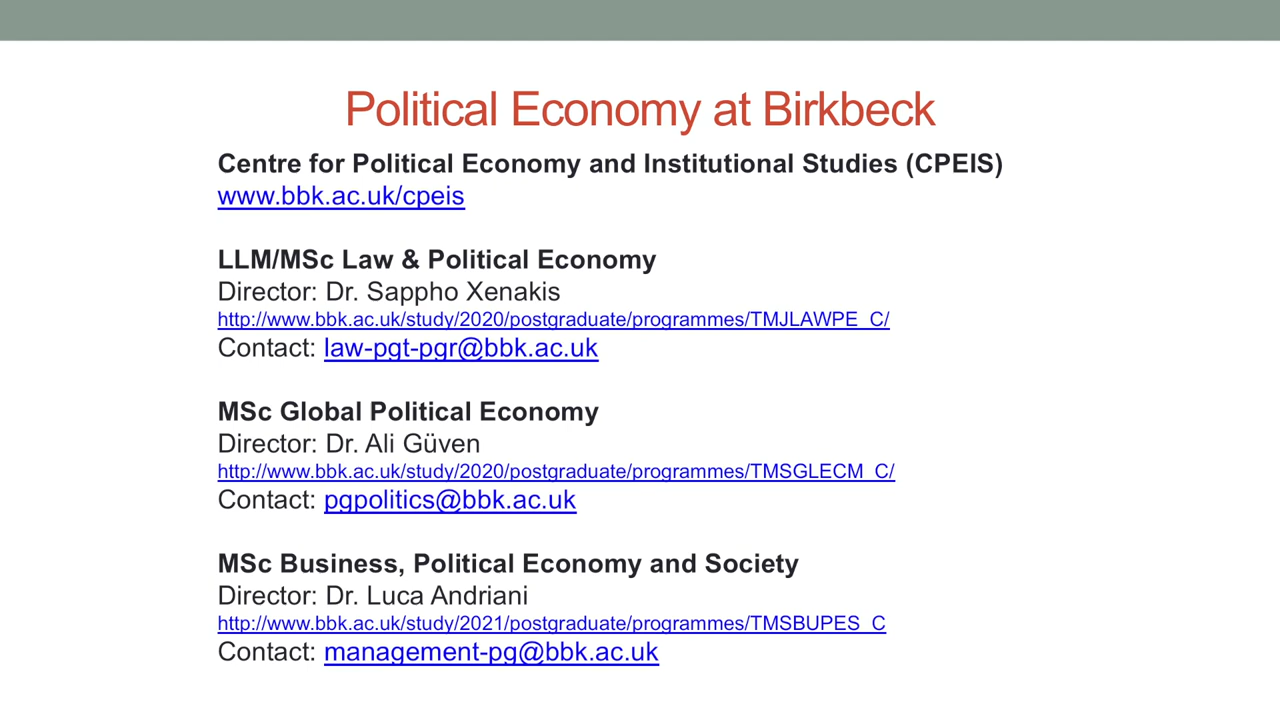 Political Economy at Birkbeck
Centre for Political Economy and Institutional Studies (CPEIS)
www.bbk.ac.uk/cpeis
LLM/MSc Law & Political Economy
Director: Dr. Sappho Xenakis
http://www.bbk.ac.uk/study/2020/postgraduate/programmes/TMJLAWPE_C/
Contact: law-pgt-pgr@bbk.ac.uk
MSc Global Political Economy
Director: Dr. Ali Güven
http://www.bbk.ac.uk/study/2020/postgraduate/programmes/TMSGLECM_C/
Contact: pgpolitics@bbk.ac.uk
MSc Business, Political Economy and Society
Director: Dr. Luca Andriani
http://www.bbk.ac.uk/study/2021/postgraduate/programmes/TMSBUPES_C
Contact: management-pg@bbk.ac.uk